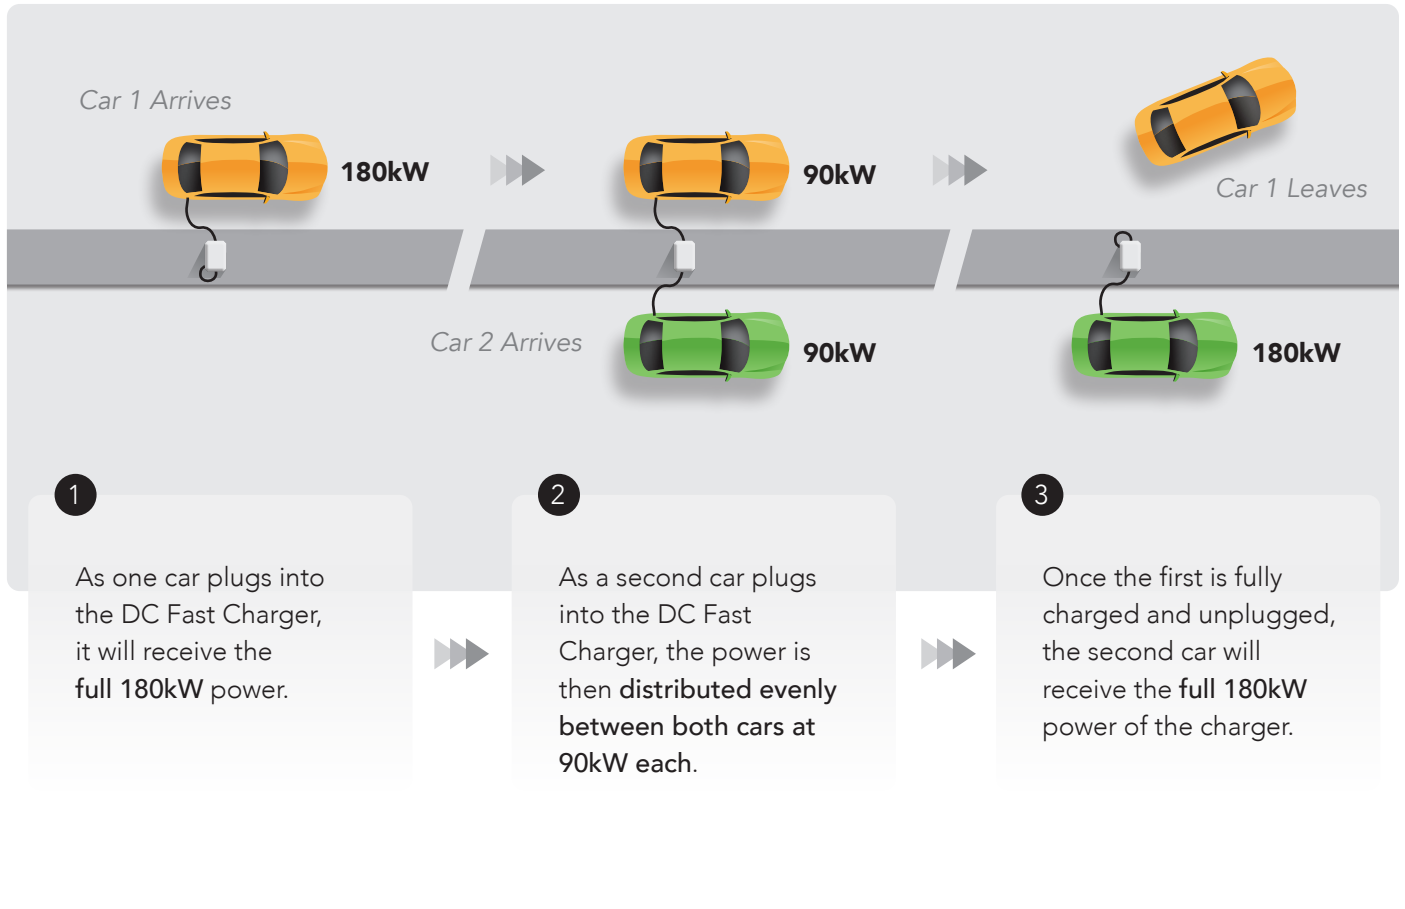 Car 1 Arrives
180kW
90kW
Car 1 Leaves
Car 2 Arrives
90kW
180kW
1
As one car plugs into
the DC Fast Charger,
it will receive the
full 180kW power.
2
As a second car plugs
into the DC Fast
Charger, the power is
then distributed evenly
between both cars at
90kW each.
3
Once the first is fully
charged and unplugged,
the second car will
receive the full 180kW
power of the charger.